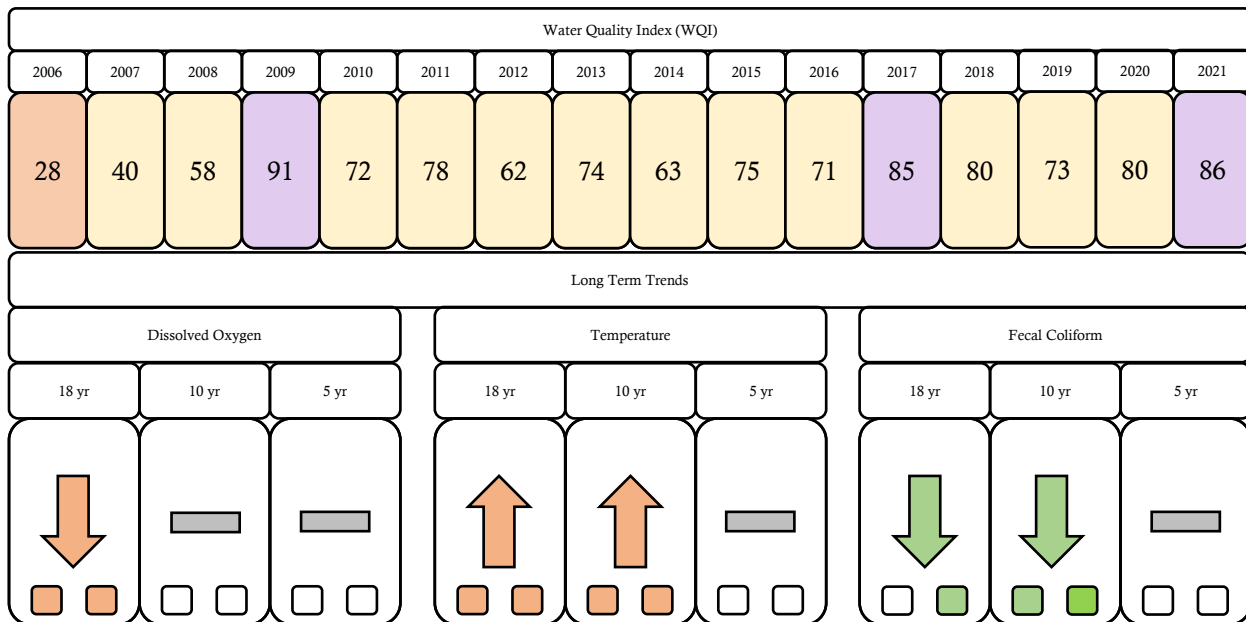 Water Quality Index (WQI)
2006 2007 2008 2009 2010 2011 2012 2013 2014 2015 2016 2017 2018 2019 2020 2021
28 40 58 91 72 78 62 74 63 75 71 85 80 73 80 86
Long Term Trends
Dissolved Oxygen Temperature Fecal Coliform
18 yr 10 yr 5 yr 18 yr 10 yr 5 yr 18 yr 10 yr 5 yr